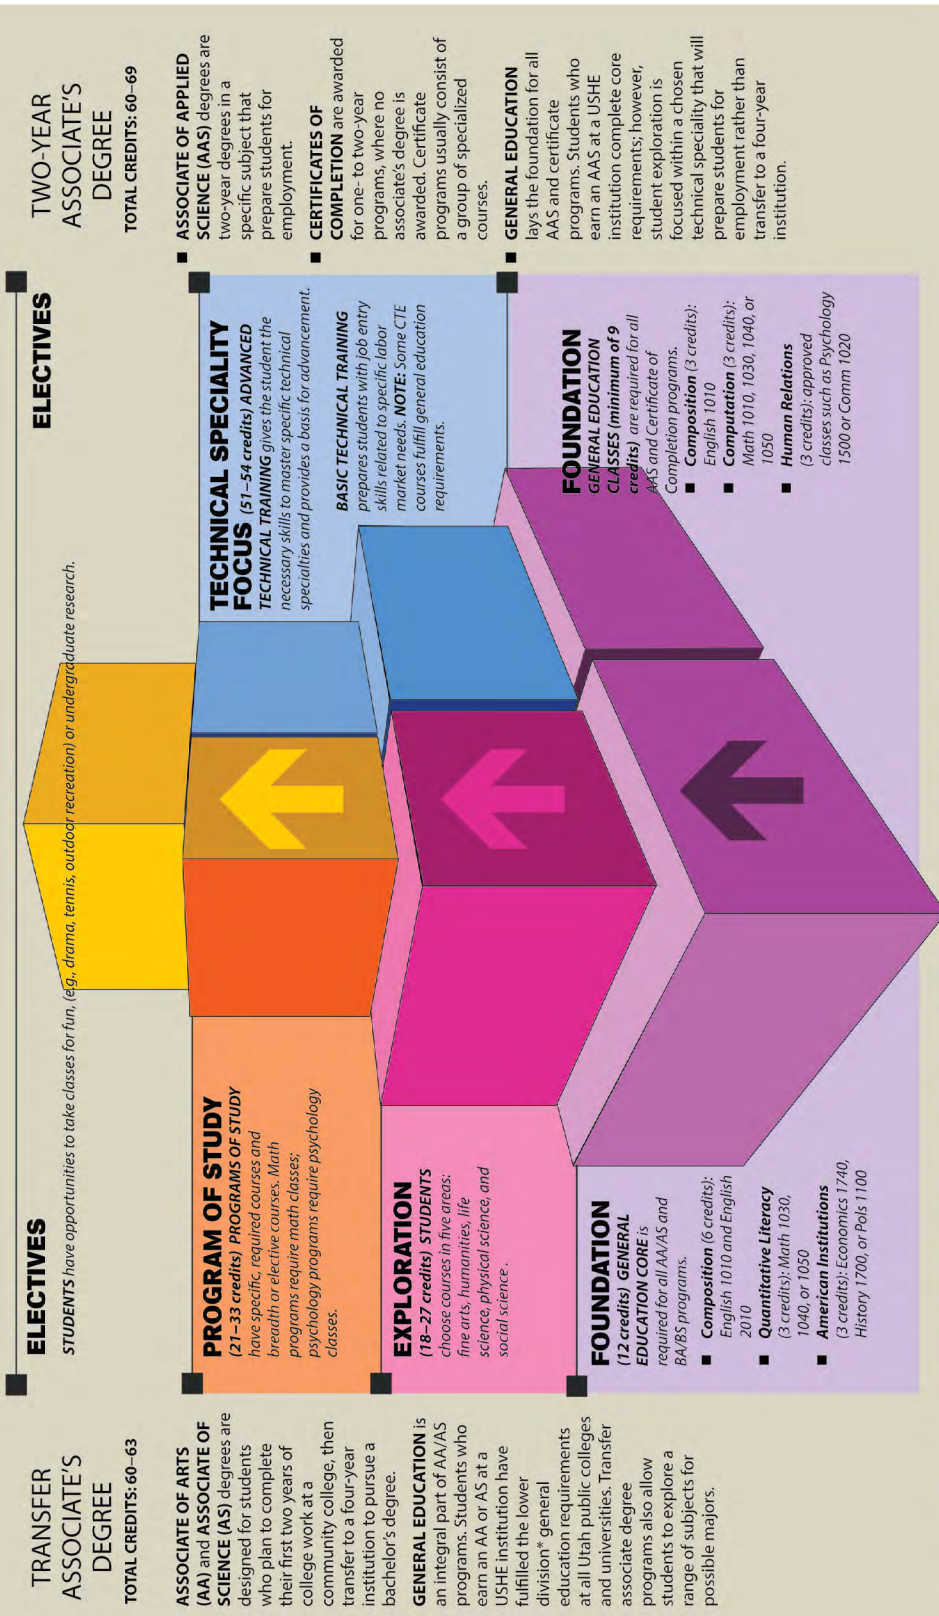 TRANSFER
ASSOCIATE’S
DEGREE
TOTAL CREDITS: 60–63
ASSOCIATE OF ARTS
(AA) and ASSOCIATE OF
SCIENCE (AS) degrees are
designed for students
who plan to complete
their first two years of
college work at a
community college, then
transfer to a four-year
institution to pursue a
bachelor’s degree.
GENERAL EDUCATION is
an integral part of AA/AS
programs. Students who
earn an AA or AS at a
USHE institution have
fulfilled the lower
division* general
education requirements
at all Utah public colleges
and universities. Transfer
associate degree
programs also allow
students to explore a
range of subjects for
possible majors.
ELECTIVES
ELECTIVES
STUDENTS have opportunities to take classes for fun, (e.g., drama, tennis, outdoor recreation) or undergraduate research.
PROGRAM OF STUDY
(21–33 credits) PROGRAMS OF STUDY
have specific, required courses and
breadth or elective courses. Math
programs require math classes;
psychology programs require psychology
classes.
EXPLORATION
(18–27 credits) STUDENTS
choose courses in five areas:
fine arts, humanities, life
science, physical science, and
social science .
FOUNDATION
(12 credits) GENERAL
EDUCATION CORE is
required for all AA/AS and
BA/BS programs.
■ Composition (6 credits):
English 1010 and English
2010
■ Quantitative Literacy
(3 credits): Math 1030,
1040, or 1050
■ American Institutions
(3 credits): Economics 1740,
History 1700, or Pols 1100
TECHNICAL SPECIALITY
FOCUS (51–54 credits) ADVANCED
TECHNICAL TRAINING gives the student the
necessary skills to master specific technical
specialties and provides a basis for advancement.
BASIC TECHNICAL TRAINING
prepares students with job entry
skills related to specific labor
market needs. NOTE: Some CTE
courses fulfill general education
requirements.
FOUNDATION
GENERAL EDUCATION
CLASSES (minimum of 9
credits) are required for all
AAS and Certificate of
Completion programs.
■ Composition (3 credits):
English 1010
■ Computation (3 credits):
Math 1010, 1030, 1040, or
1050
■ Human Relations
(3 credits): approved
classes such as Psychology
1500 or Comm 1020
TWO-YEAR
ASSOCIATE’S
DEGREE
TOTAL CREDITS: 60–69
■ ASSOCIATE OF APPLIED
SCIENCE (AAS) degrees are
two-year degrees in a
specific subject that
prepare students for
employment.
■ CERTIFICATES OF
COMPLETION are awarded
for one- to two-year
programs, where no
associate’s degree is
awarded. Certificate
programs usually consist of
a group of specialized
courses.
■ GENERAL EDUCATION
lays the foundation for all
AAS and certificate
programs. Students who
earn an AAS at a USHE
institution complete core
requirements; however,
student exploration is
focused within a chosen
technical speciality that will
prepare students for
employment rather than
transfer to a four-year
institution.